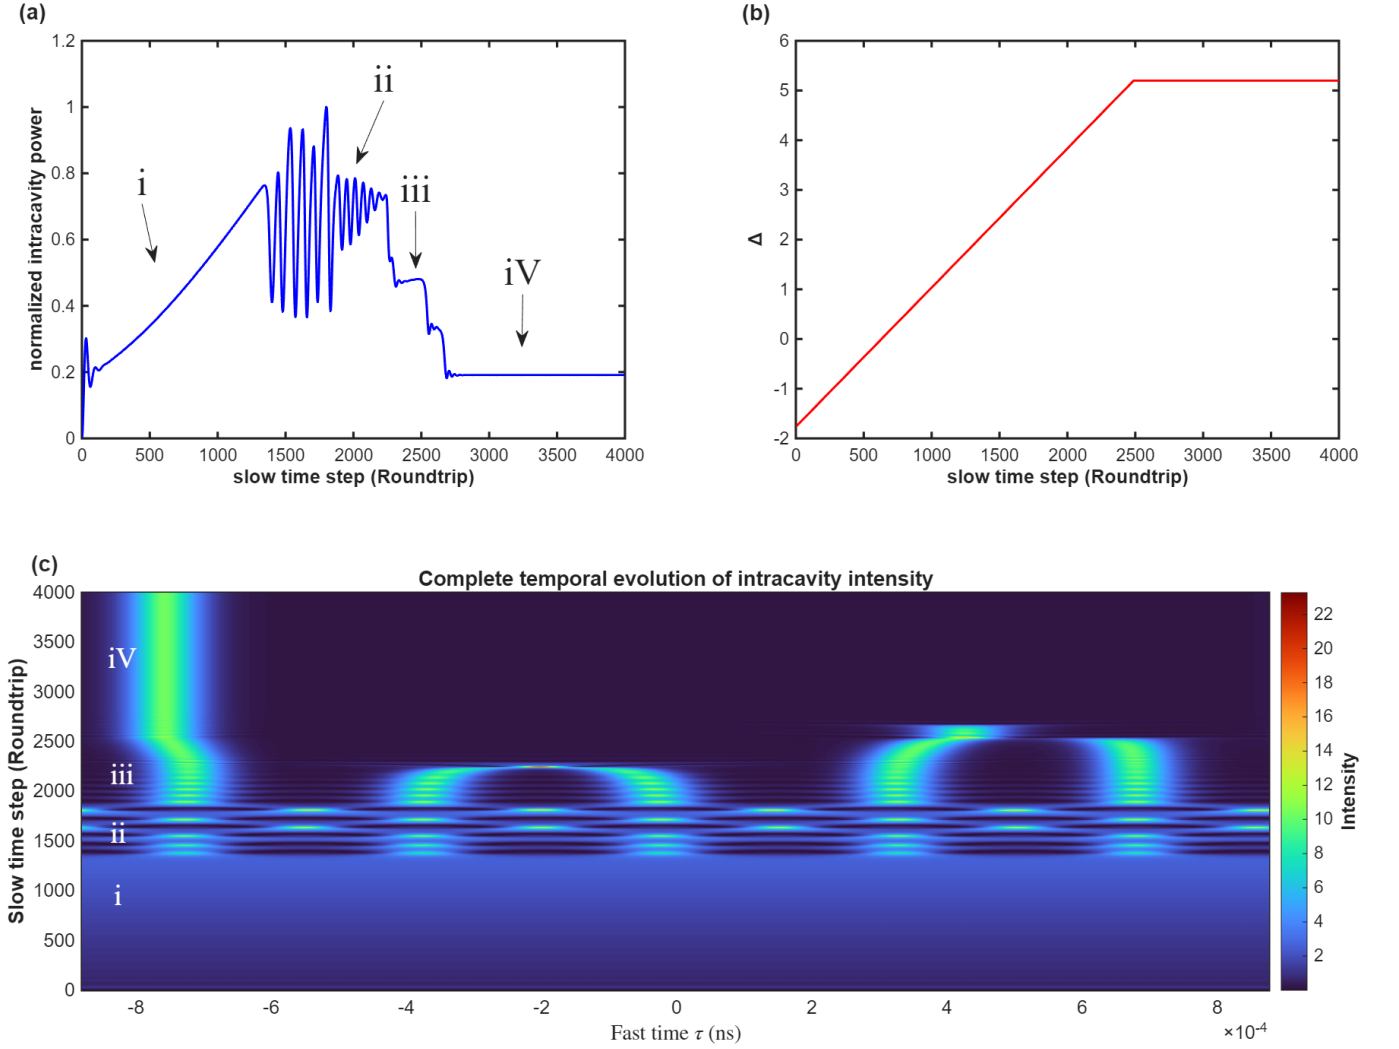 (a)
1.2
1
0.8
0.6
0.4
0.2
0
normalized intracavity power
i
ii
iii
iV
0 500 1000 1500 2000 2500 3000 3500 4000
slow time step (Roundtrip)
(b)
6
5
4
3
2
1
0
-1
-2
Δ
0 500 1000 1500 2000 2500 3000 3500 4000
slow time step (Roundtrip)
(c)
Complete temporal evolution of intracavity intensity
4000
3500
3000
2500
2000
1500
1000
500
0
Slow time step (Roundtrip)
iV
iii
ii
i
-8 -6 -4 -2 0 2 4 6 8
Fast time τ (ns)
×10⁻⁴
22
20
18
16
14
12
10
8
6
4
2
Intensity